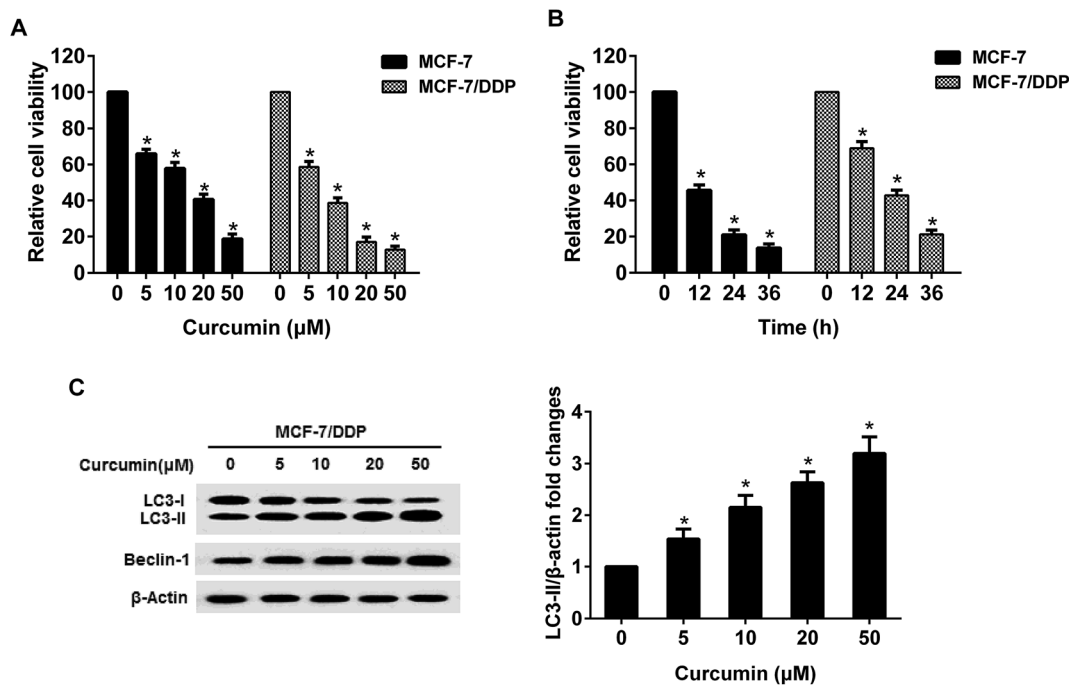 A
Relative cell viability
120
100
80
60
40
20
0
MCF-7
MCF-7/DDP
* * * * * * * *
0 5 10 20 50 0 5 10 20 50
Curcumin (μM)
B
Relative cell viability
120
100
80
60
40
20
0
MCF-7
MCF-7/DDP
* * * * * *
0 12 24 36 0 12 24 36
Time (h)
C
MCF-7/DDP
Curcumin(μM) 0 5 10 20 50
LC3-I
LC3-II
Beclin-1
β-Actin
LC3-II/β-actin fold changes
4
3
2
1
0
* * * *
0 5 10 20 50
Curcumin (μM)